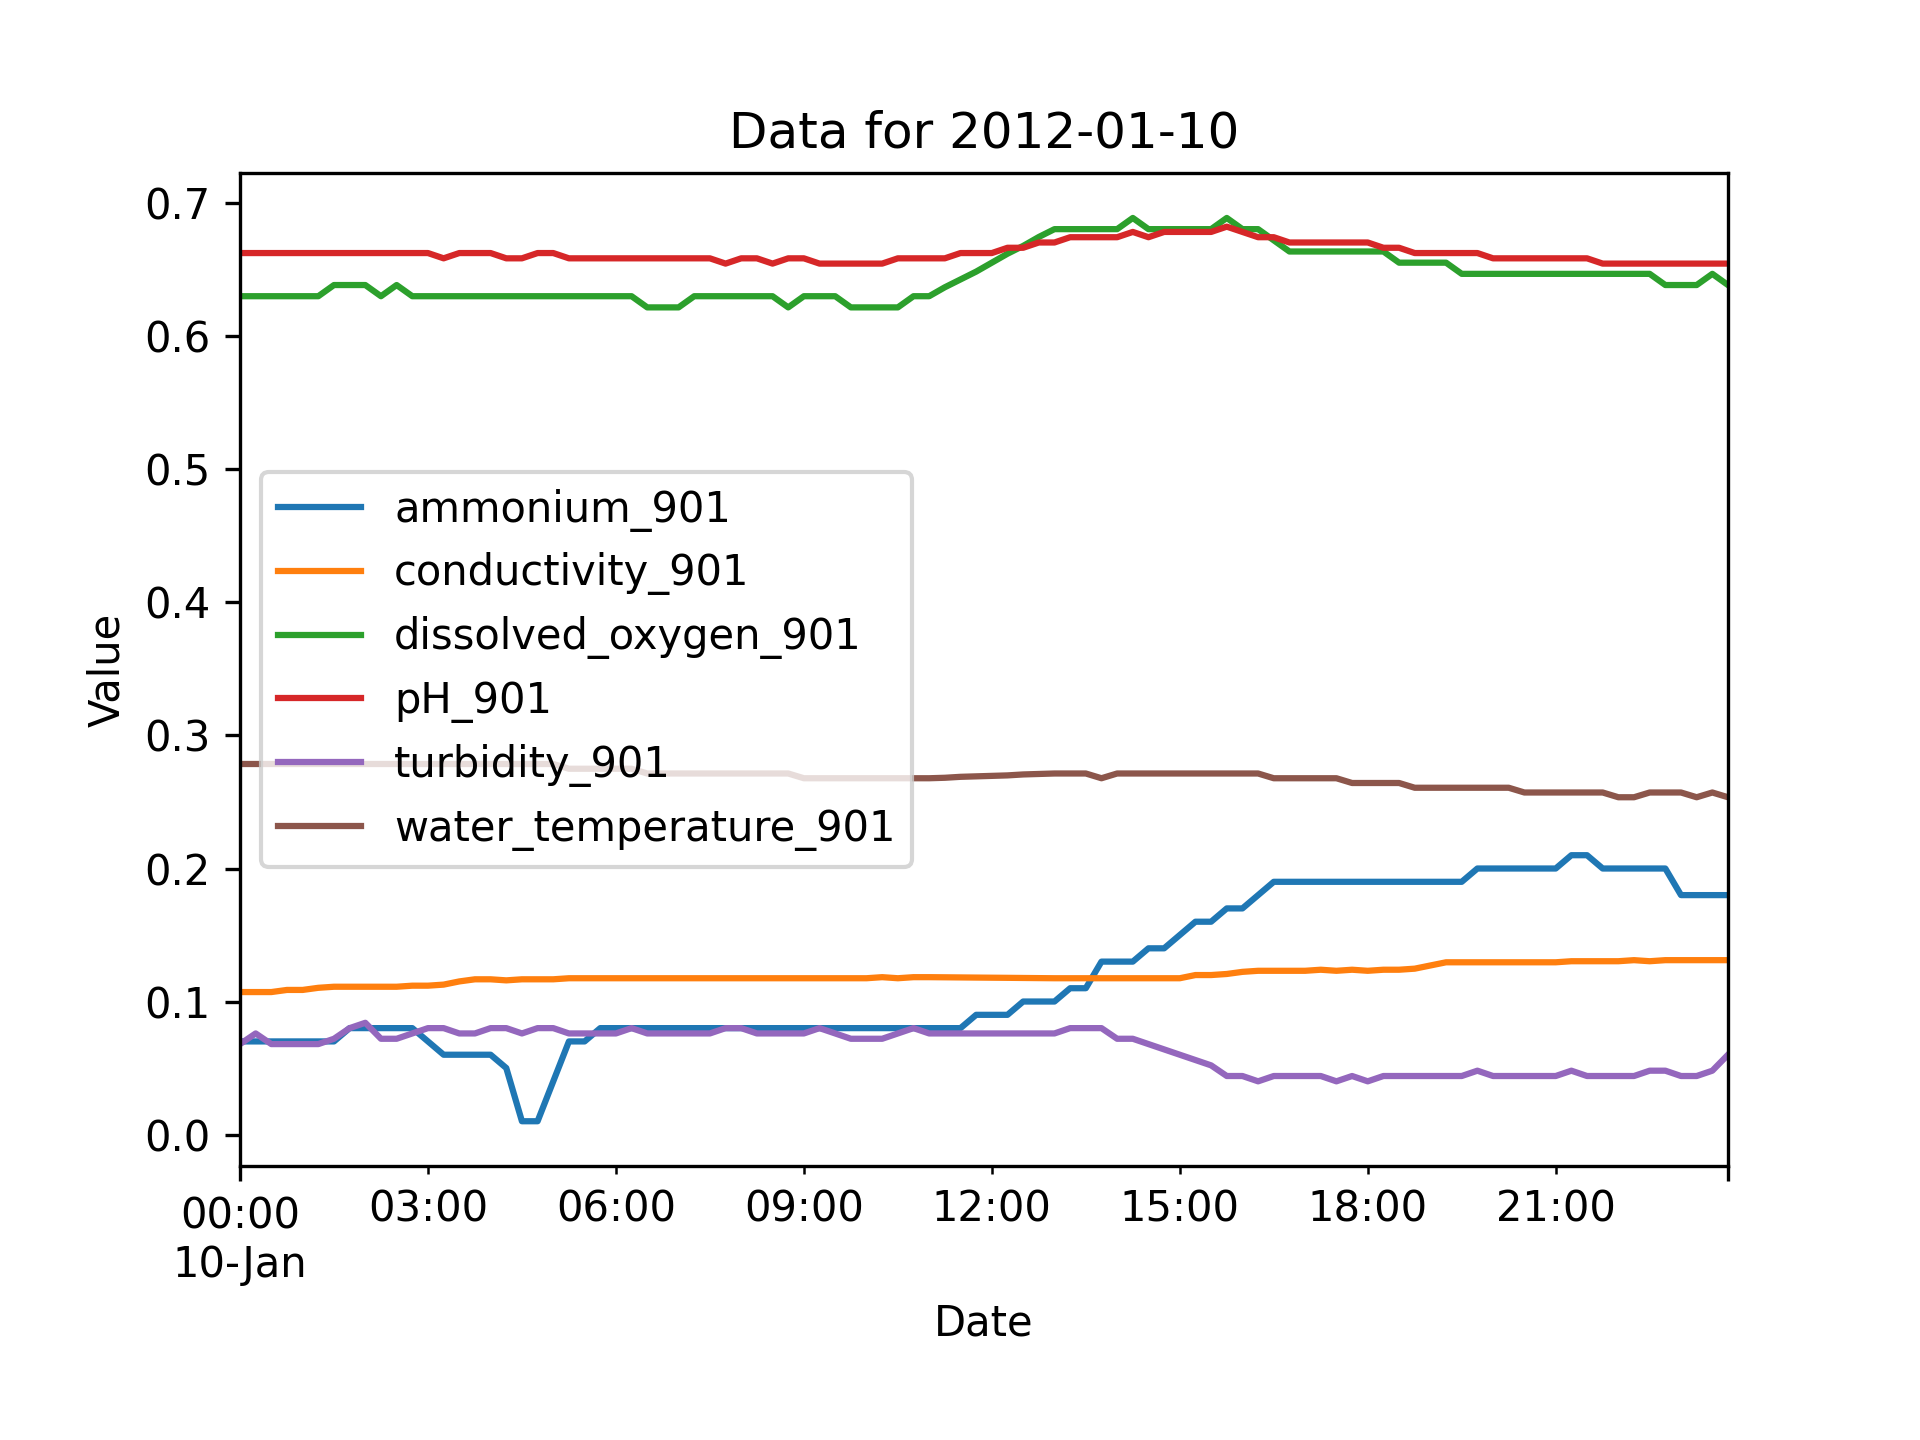 Data for 2012-01-10
0.7
0.6
0.5
0.4
0.3
0.2
0.1
0.0
Value
ammonium_901
conductivity_901
dissolved_oxygen_901
pH_901
turbidity_901
water_temperature_901
00:00 03:00 06:00 09:00 12:00 15:00 18:00 21:00
10-Jan
Date